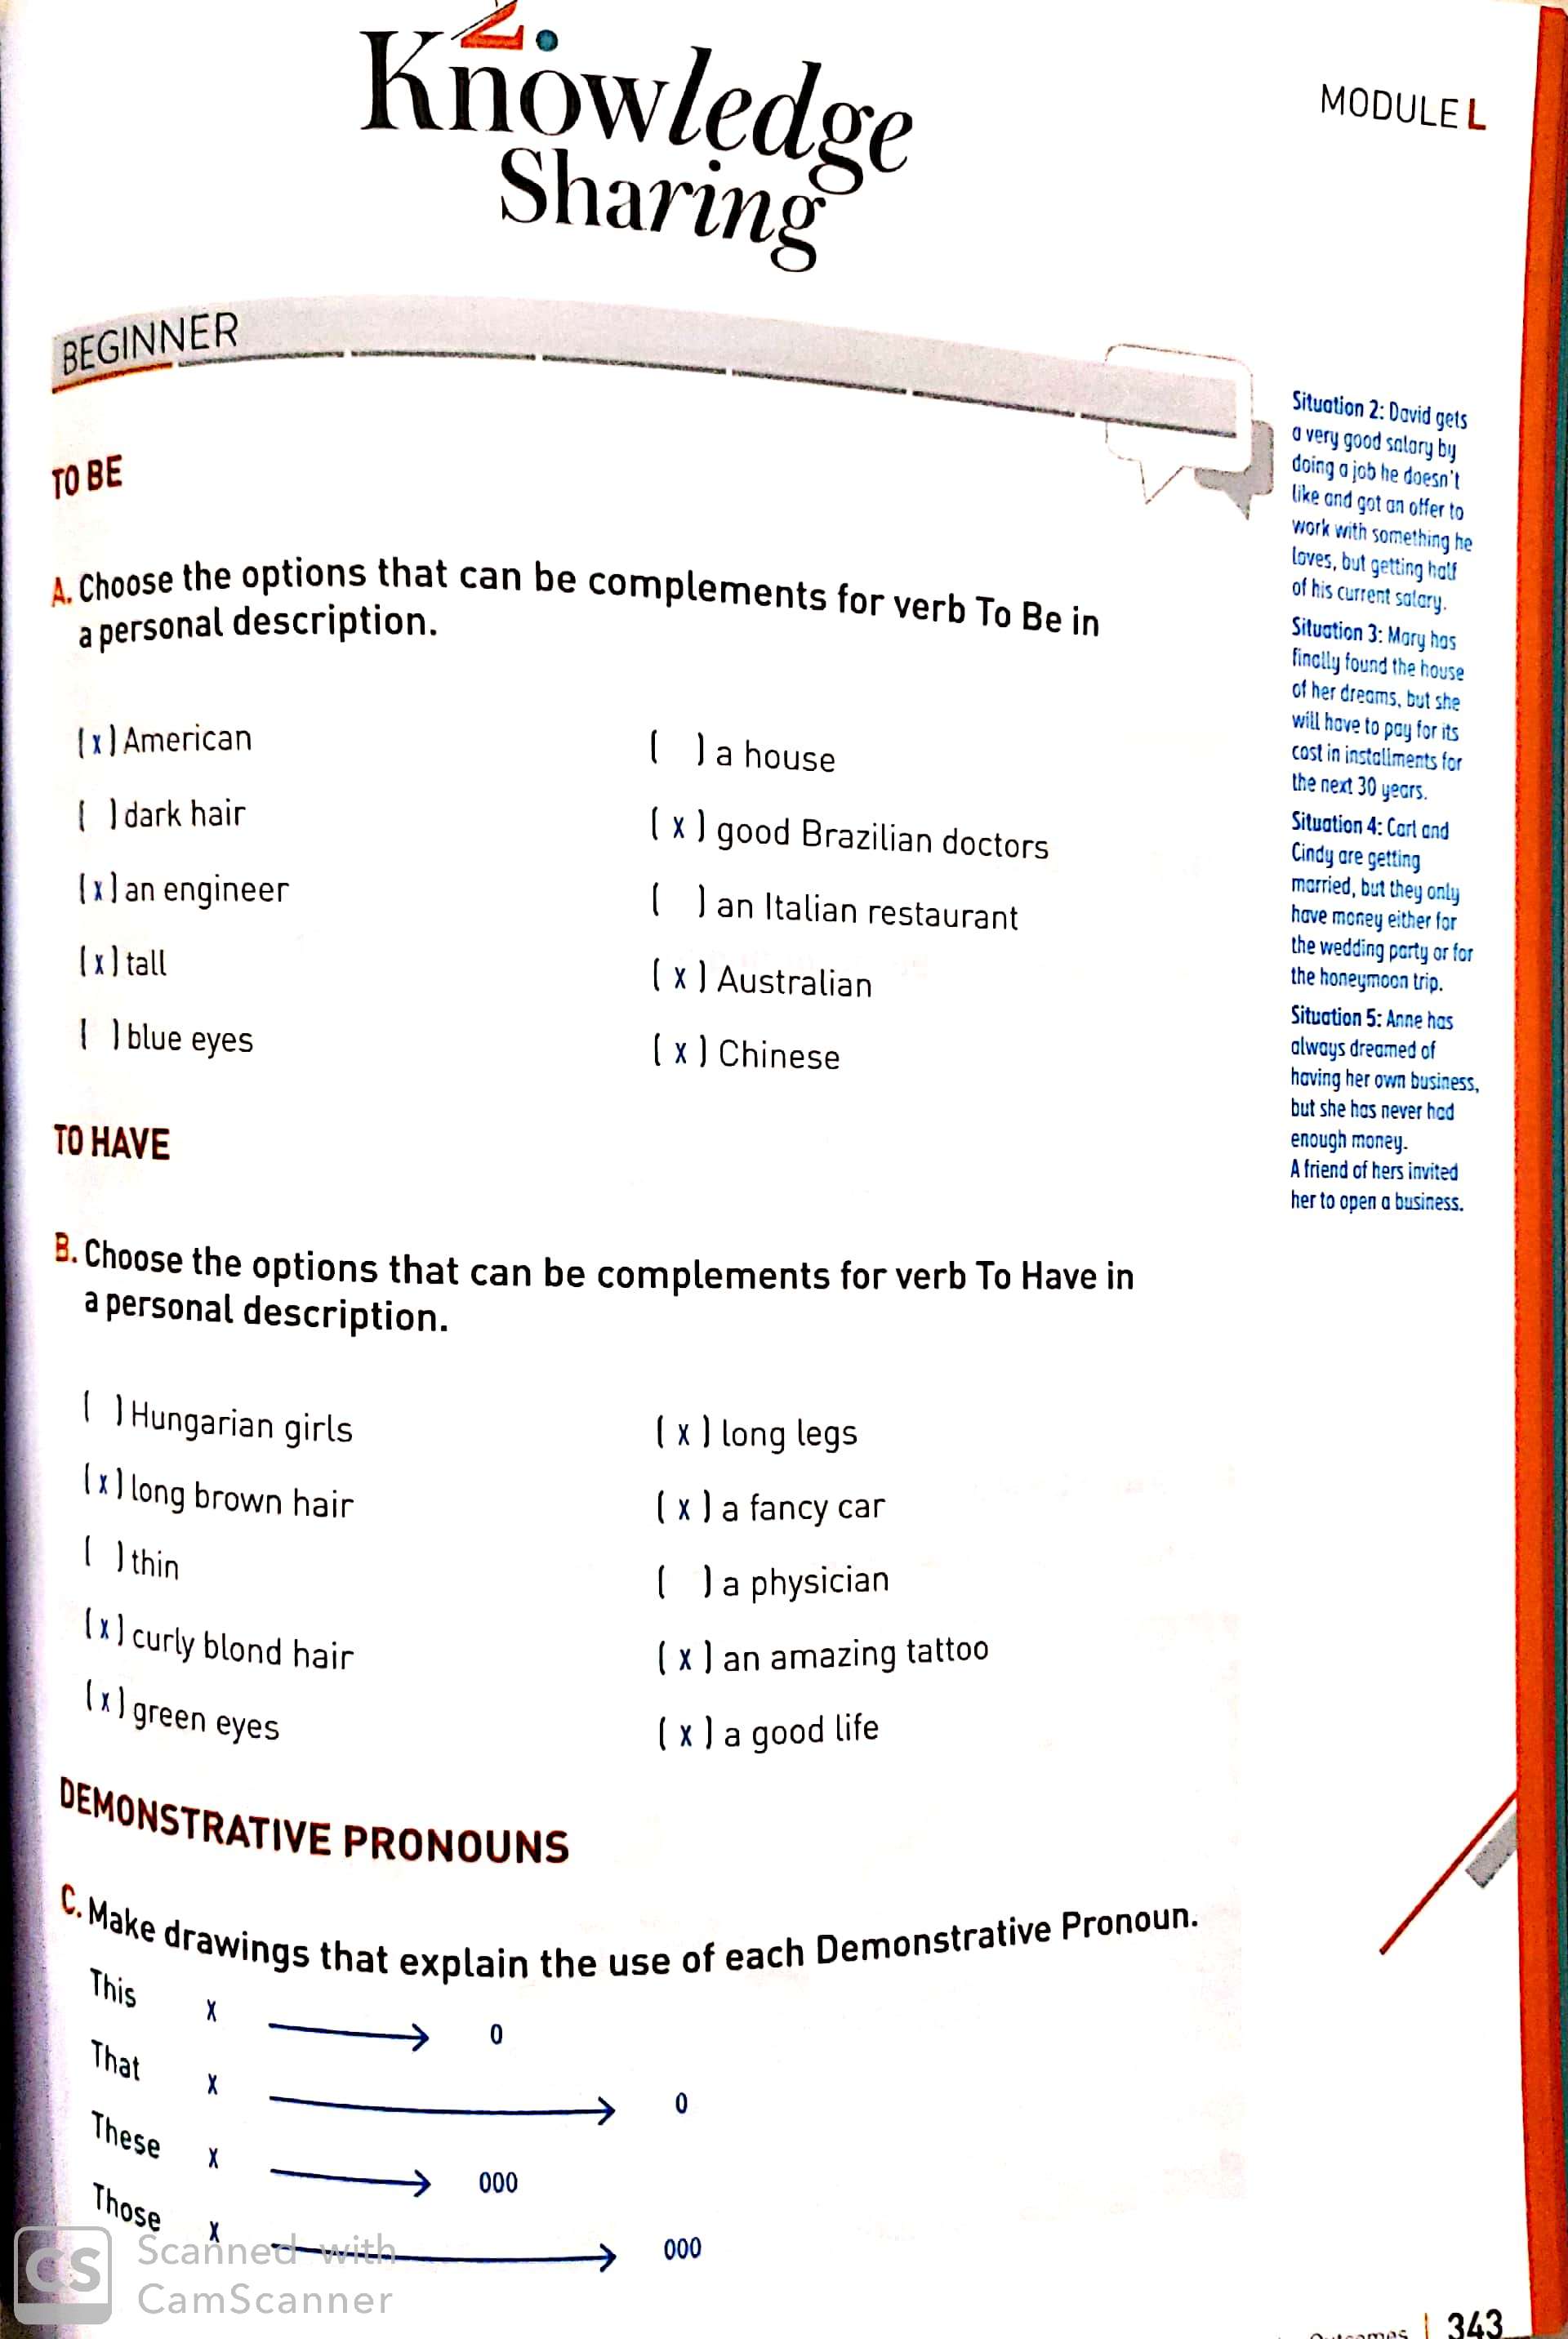 2.
Knowledge
Sharing
MODULE L
BEGINNER
TO BE
A. Choose the options that can be complements for verb To Be in
a personal description.
( x ) American
( ) dark hair
( x ) an engineer
( x ) tall
( ) blue eyes
( ) a house
( x ) good Brazilian doctors
( ) an Italian restaurant
( x ) Australian
( x ) Chinese
TO HAVE
B. Choose the options that can be complements for verb To Have in
a personal description.
( ) Hungarian girls
( x ) long brown hair
( ) thin
( x ) curly blond hair
( x ) green eyes
( x ) long legs
( x ) a fancy car
( ) a physician
( x ) an amazing tattoo
( x ) a good life
DEMONSTRATIVE PRONOUNS
C. Make drawings that explain the use of each Demonstrative Pronoun.
This x → 0
That x → 0
These x → 000
Those x → 000
Situation 2: David gets
a very good salary by
doing a job he doesn't
like and got an offer to
work with something he
loves, but getting half
of his current salary.
Situation 3: Mary has
finally found the house
of her dreams, but she
will have to pay for its
cost in installments for
the next 30 years.
Situation 4: Carl and
Cindy are getting
married, but they only
have money either for
the wedding party or for
the honeymoon trip.
Situation 5: Anne has
always dreamed of
having her own business,
but she has never had
enough money.
A friend of hers invited
her to open a business.
CS Scanned with
CamScanner
Outcomes | 343